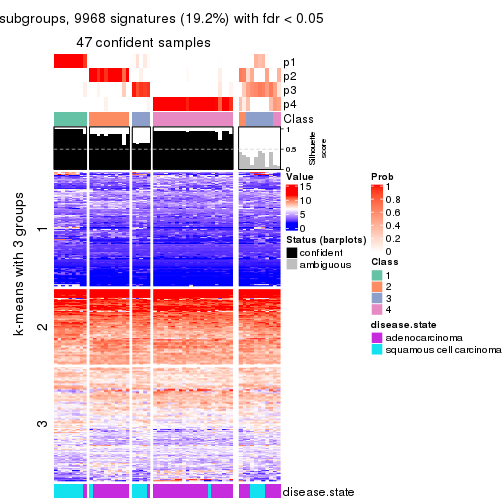 subgroups, 9968 signatures (19.2%) with fdr < 0.05
47 confident samples
p1
p2
p3
p4
Class
1
0.5
0
Silhouette
score
k-means with 3 groups
1
2
3
disease.state
Value
15
10
5
0
Status (barplots)
confident
ambiguous
Prob
1
0.8
0.6
0.4
0.2
0
Class
1
2
3
4
disease.state
adenocarcinoma
squamous cell carcinoma